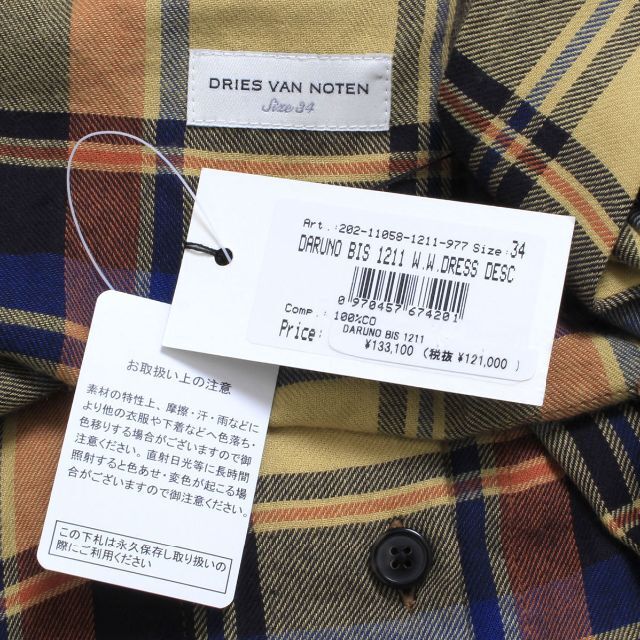 DRIES VAN NOTEN
Size 34
Art.:202-11058-1211-977 Size:34
DARUNO BIS 1211 W.W.DRESS DESC
0 970457 674201
Comp.: 100%CO
DARUNO BIS 1211
Price:
¥133,100 (税抜 ¥121,000 )
お取扱い上の注意
素材の特性上、摩擦・汗・雨などに
より他の衣服や下着などへ色落ち・
色移りする場合がございますので御
注意ください。直射日光等に長時間
照射すると色あせ・変色が起こる場
合がございますので御注意ください。
この下札は永久保存し取り扱いの
際にご利用ください